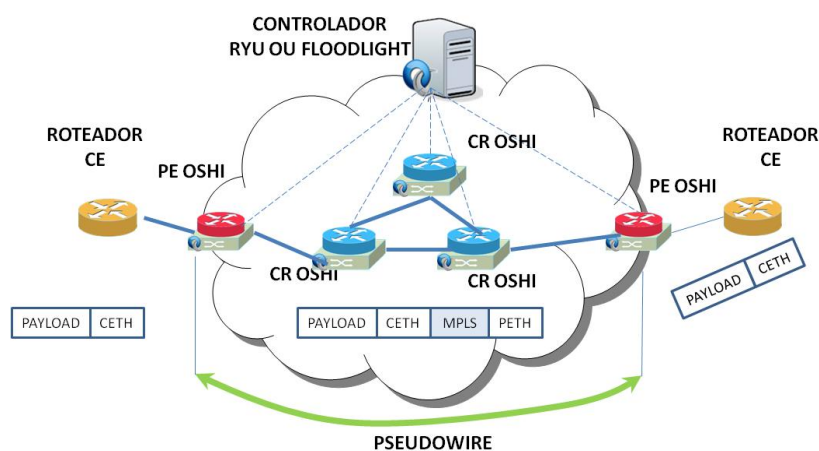 CONTROLADOR
RYU OU FLOODLIGHT
ROTEADOR
CE
PE OSHI
CR OSHI
ROTEADOR
CE
PE OSHI
CR OSHI
CR OSHI
PAYLOAD CETH
PAYLOAD CETH MPLS PETH
PAYLOAD CETH
PSEUDOWIRE